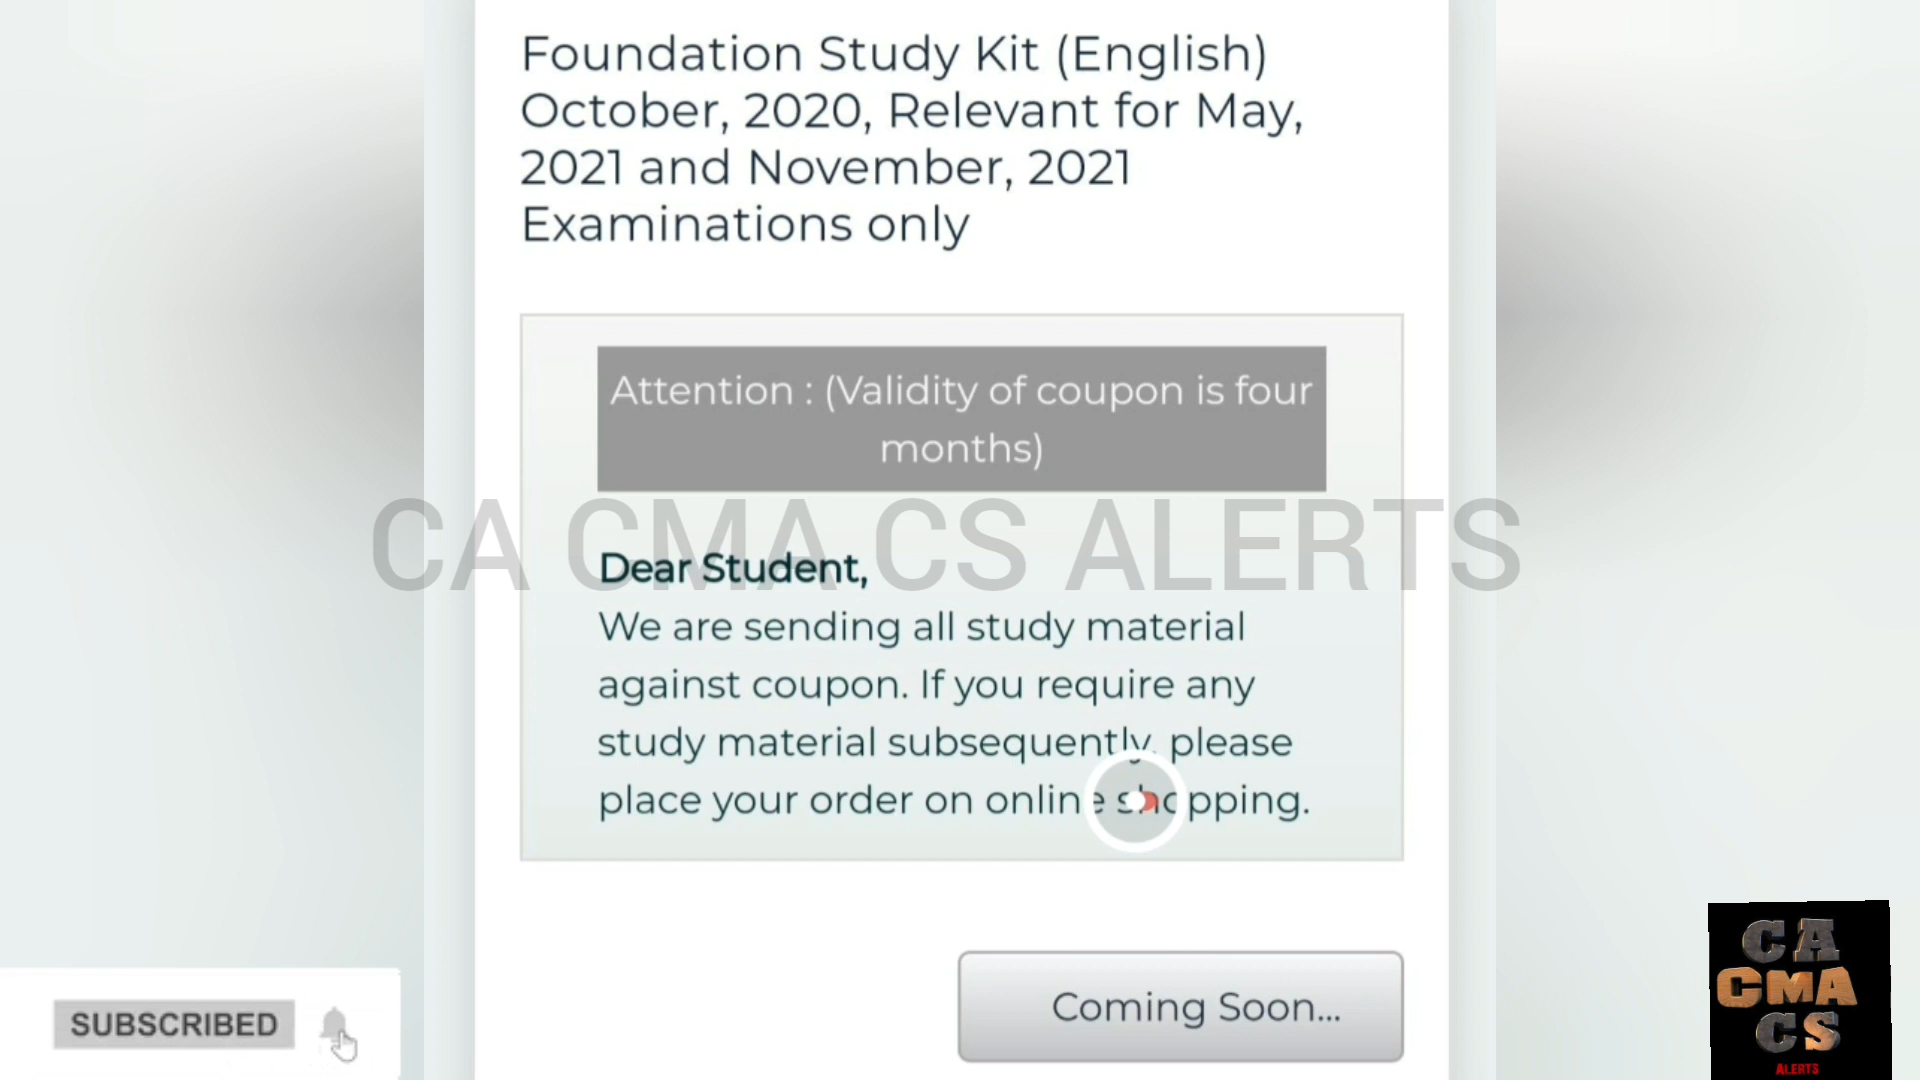 Foundation Study Kit (English)
October, 2020, Relevant for May,
2021 and November, 2021
Examinations only
Attention : (Validity of coupon is four
months)
CA CMA CS ALERTS
Dear Student,
We are sending all study material
against coupon. If you require any
study material subsequently, please
place your order on online shopping.
Coming Soon...
SUBSCRIBED
CA
CMA
CS
ALERTS